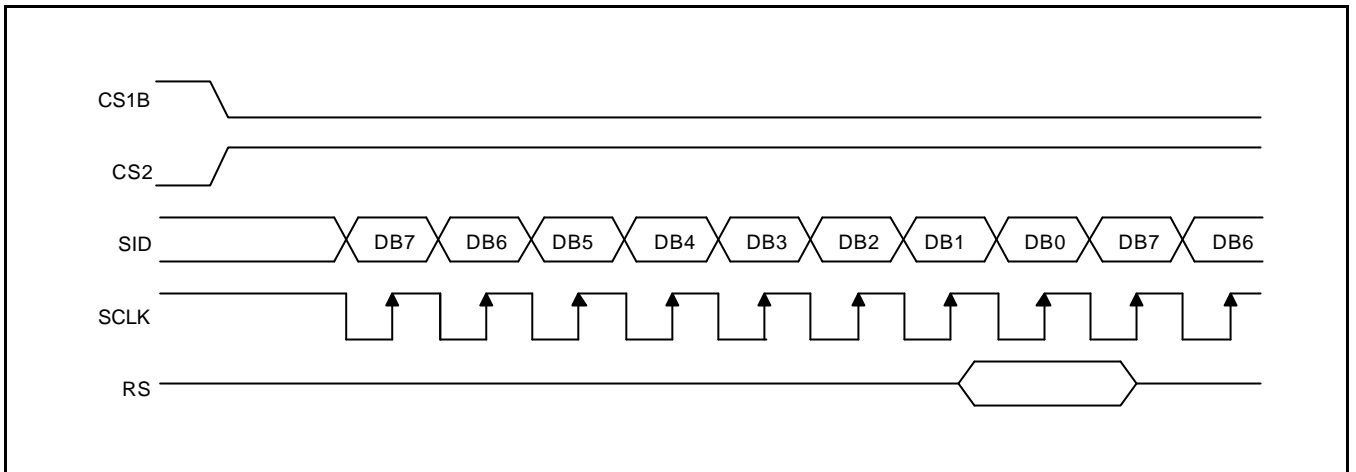 CS1B
CS2
SID DB7 DB6 DB5 DB4 DB3 DB2 DB1 DB0 DB7 DB6
SCLK
RS